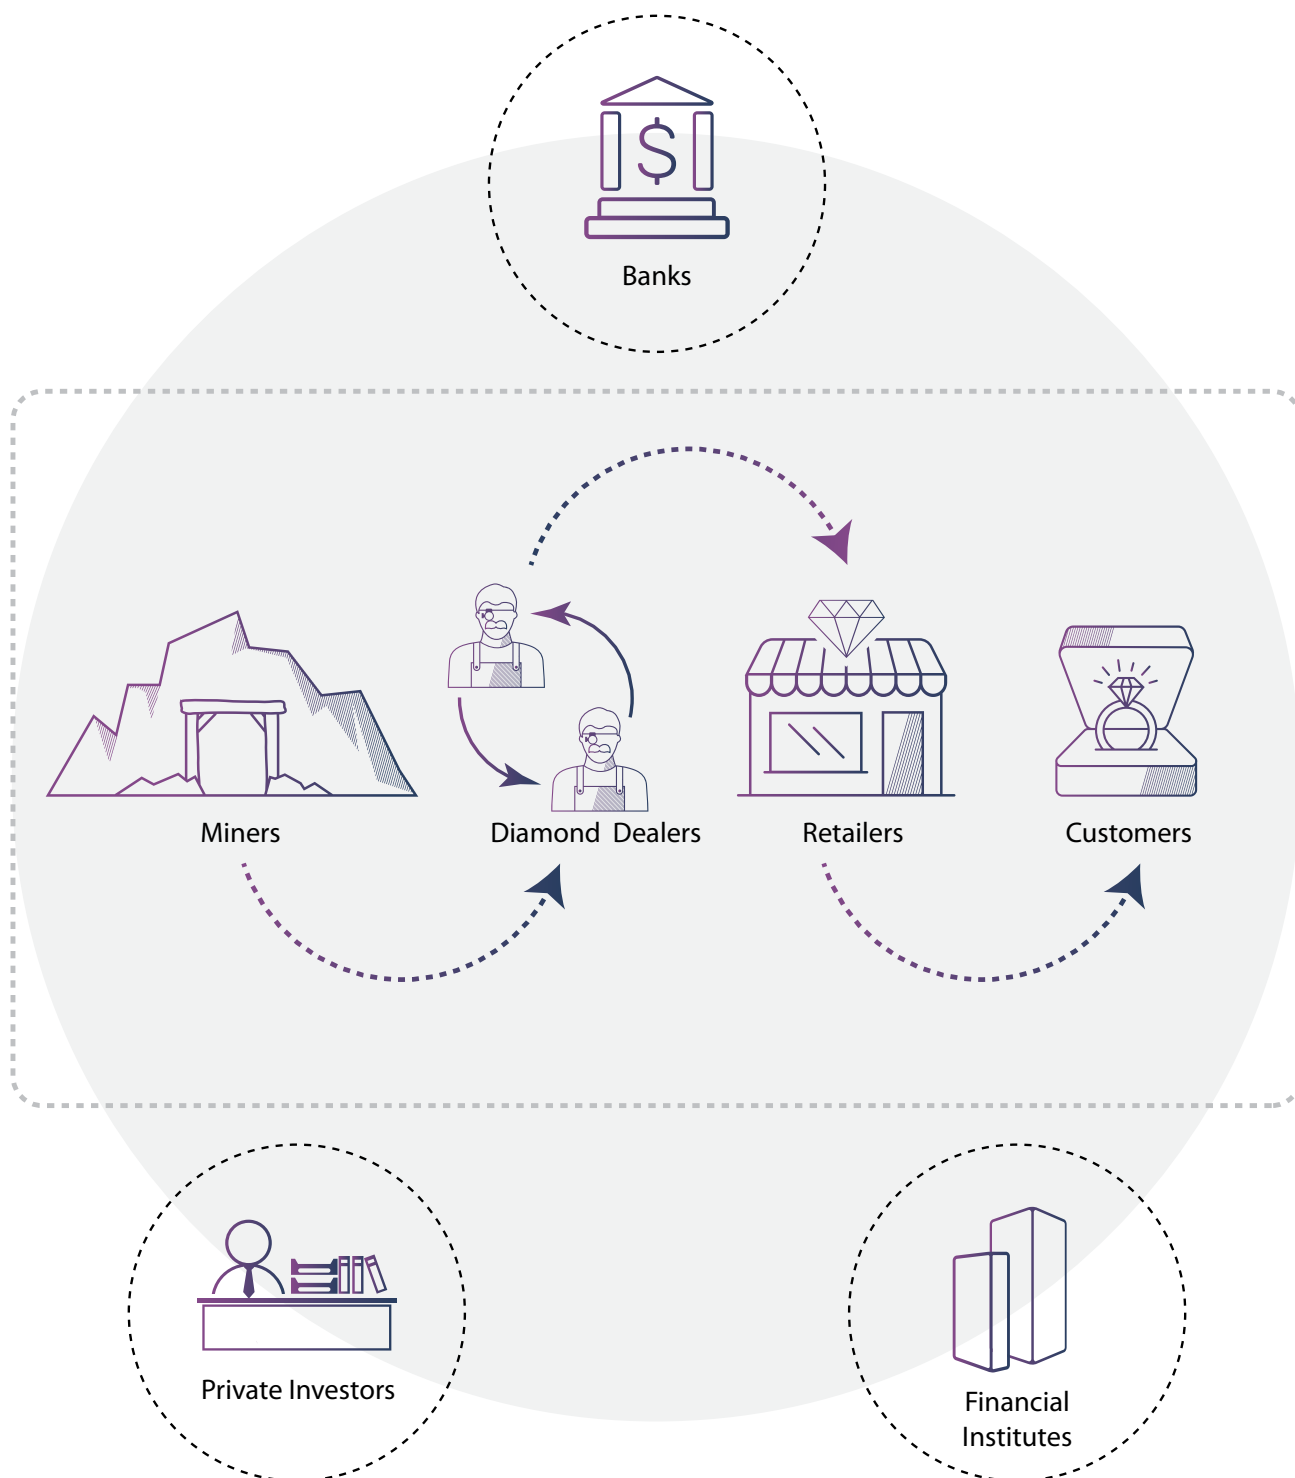 $
Banks
Miners
Diamond Dealers
Retailers
Customers
Private Investors
Financial
Institutes